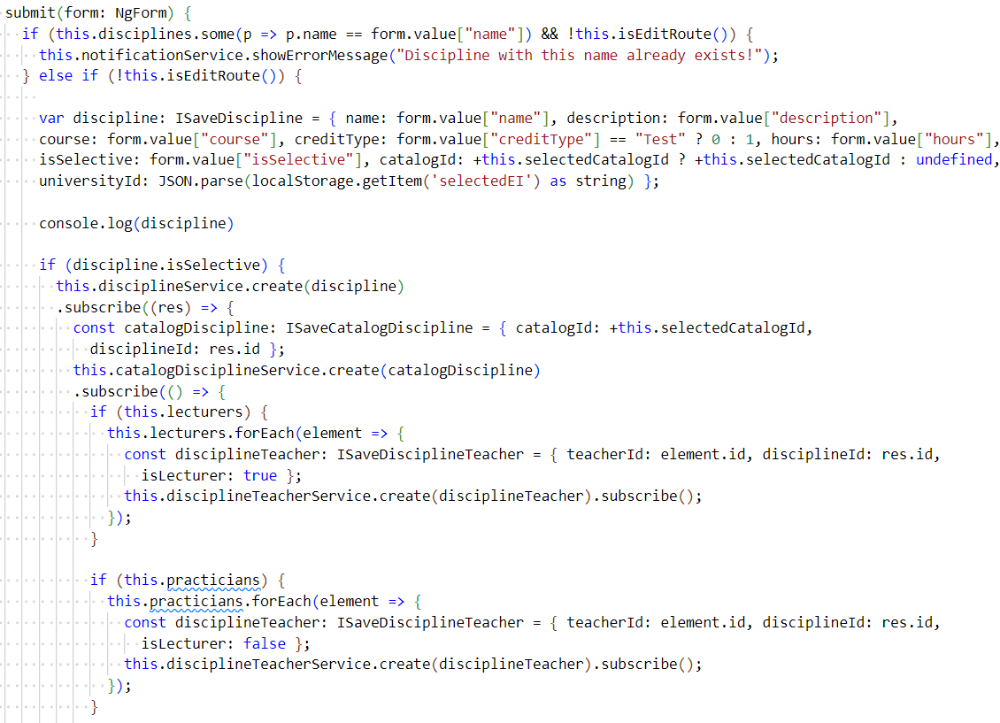 submit(form: NgForm) {
if (this.disciplines.some(p => p.name == form.value["name"]) && !this.isEditRoute()) {
this.notificationService.showErrorMessage("Discipline with this name already exists!");
} else if (!this.isEditRoute()) {
var discipline: ISaveDiscipline = { name: form.value["name"], description: form.value["description"],
course: form.value["course"], creditType: form.value["creditType"] == "Test" ? 0 : 1, hours: form.value["hours"],
isSelective: form.value["isSelective"], catalogId: +this.selectedCatalogId ? +this.selectedCatalogId : undefined,
universityId: JSON.parse(localStorage.getItem('selectedEI') as string) };
console.log(discipline)
if (discipline.isSelective) {
this.disciplineService.create(discipline)
.subscribe((res) => {
const catalogDiscipline: ISaveCatalogDiscipline = { catalogId: +this.selectedCatalogId,
disciplineId: res.id };
this.catalogDisciplineService.create(catalogDiscipline)
.subscribe(() => {
if (this.lecturers) {
this.lecturers.forEach(element => {
const disciplineTeacher: ISaveDisciplineTeacher = { teacherId: element.id, disciplineId: res.id,
isLecturer: true };
this.disciplineTeacherService.create(disciplineTeacher).subscribe();
});
}
if (this.practicians) {
this.practicians.forEach(element => {
const disciplineTeacher: ISaveDisciplineTeacher = { teacherId: element.id, disciplineId: res.id,
isLecturer: false };
this.disciplineTeacherService.create(disciplineTeacher).subscribe();
});
}